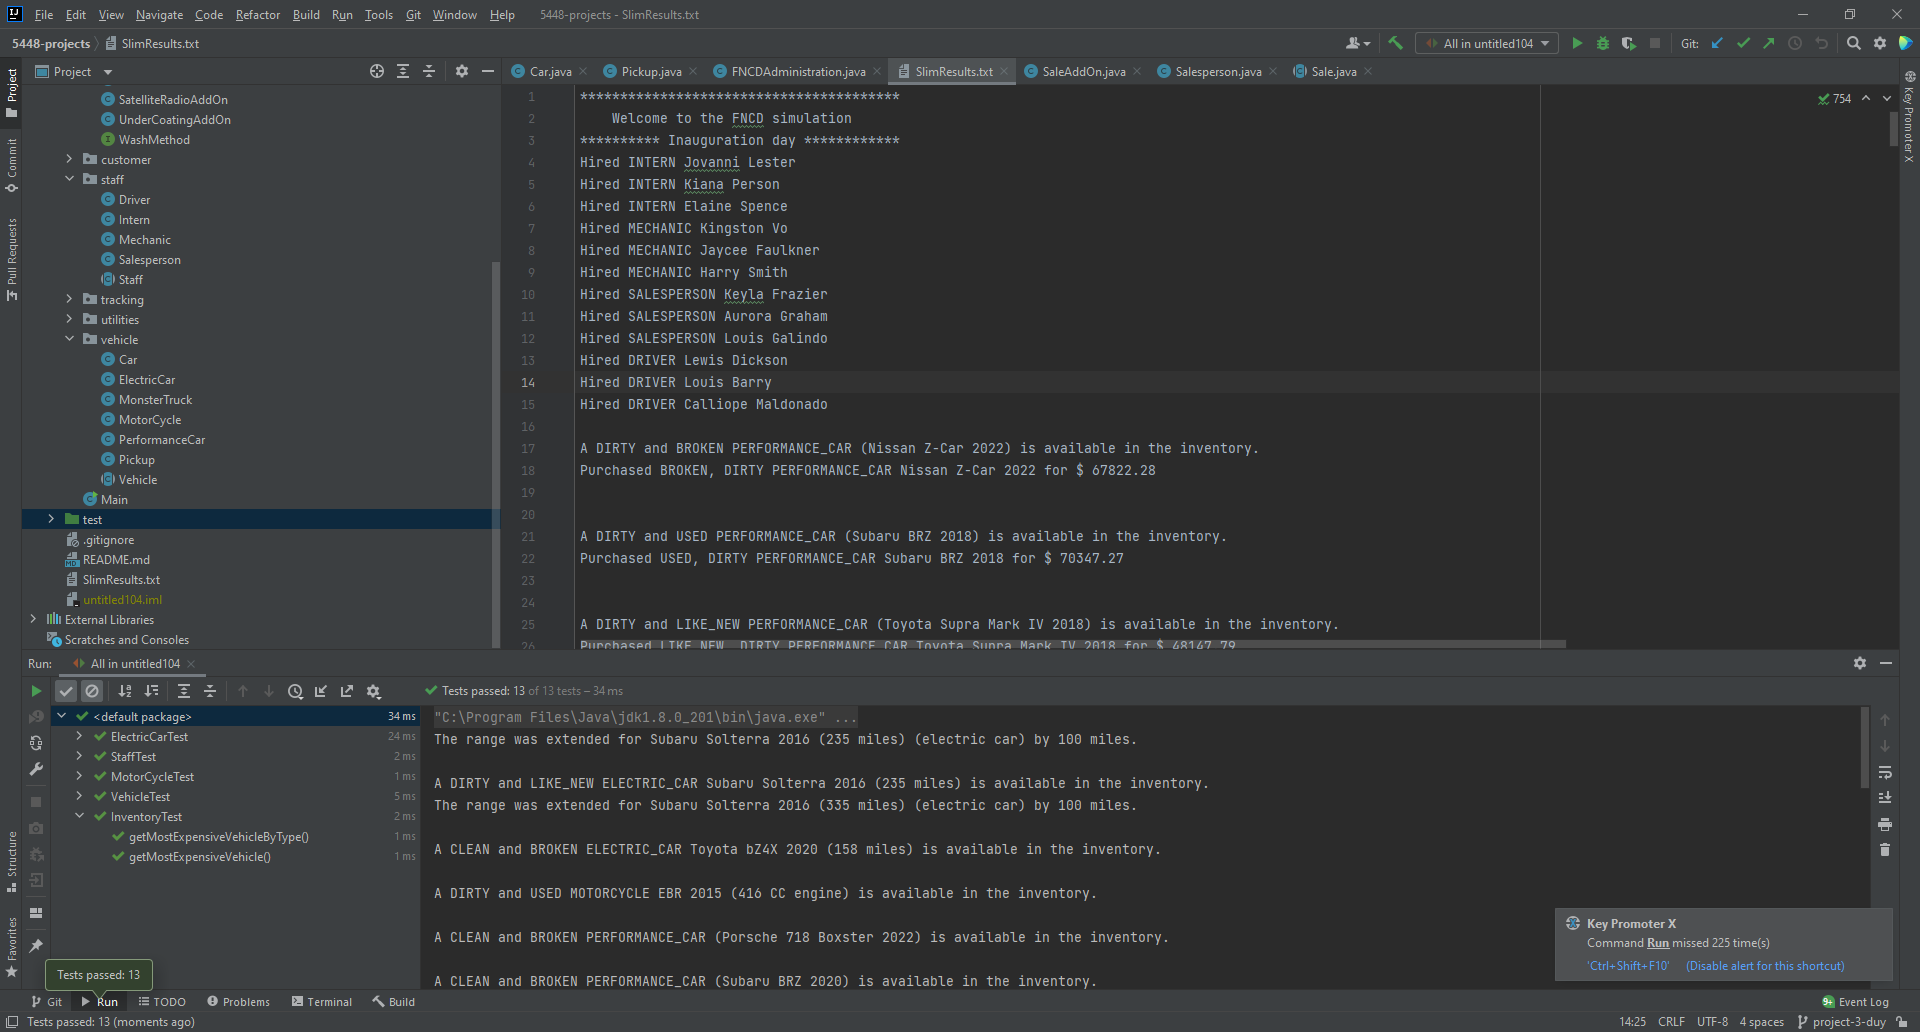 File Edit View Navigate Code Refactor Build Run Tools Git Window Help 5448-projects - SlimResults.txt
5448-projects SlimResults.txt All in untitled104 Git:
Project
Car.java Pickup.java FNCDAdministration.java SlimResults.txt SaleAddOn.java Salesperson.java Sale.java
Project
Commit
Pull Requests
Structure
Favorites
SatelliteRadioAddOn
UnderCoatingAddOn
WashMethod
customer
staff
Driver
Intern
Mechanic
Salesperson
Staff
tracking
utilities
vehicle
Car
ElectricCar
MonsterTruck
MotorCycle
PerformanceCar
Pickup
Vehicle
Main
test
.gitignore
README.md
SlimResults.txt
untitled104.iml
External Libraries
Scratches and Consoles
754
Key Promoter X
1 ****************************************
2 Welcome to the FNCD simulation
3 ********** Inauguration day ************
4 Hired INTERN Jovanni Lester
5 Hired INTERN Kiana Person
6 Hired INTERN Elaine Spence
7 Hired MECHANIC Kingston Vo
8 Hired MECHANIC Jaycee Faulkner
9 Hired MECHANIC Harry Smith
10 Hired SALESPERSON Keyla Frazier
11 Hired SALESPERSON Aurora Graham
12 Hired SALESPERSON Louis Galindo
13 Hired DRIVER Lewis Dickson
14 Hired DRIVER Louis Barry
15 Hired DRIVER Calliope Maldonado
16
17 A DIRTY and BROKEN PERFORMANCE_CAR (Nissan Z-Car 2022) is available in the inventory.
18 Purchased BROKEN, DIRTY PERFORMANCE_CAR Nissan Z-Car 2022 for $ 67822.28
19
20
21 A DIRTY and USED PERFORMANCE_CAR (Subaru BRZ 2018) is available in the inventory.
22 Purchased USED, DIRTY PERFORMANCE_CAR Subaru BRZ 2018 for $ 70347.27
23
24
25 A DIRTY and LIKE_NEW PERFORMANCE_CAR (Toyota Supra Mark IV 2018) is available in the inventory.
26 Purchased LIKE_NEW, DIRTY PERFORMANCE_CAR Toyota Supra Mark IV 2018 for $ 48147.79
Run: All in untitled104
Tests passed: 13 of 13 tests – 34 ms
<default package> 34 ms
ElectricCarTest 24 ms
StaffTest 2 ms
MotorCycleTest 1 ms
VehicleTest 5 ms
InventoryTest 2 ms
getMostExpensiveVehicleByType() 1 ms
getMostExpensiveVehicle() 1 ms
"C:\Program Files\Java\jdk1.8.0_201\bin\java.exe" ...
The range was extended for Subaru Solterra 2016 (235 miles) (electric car) by 100 miles.
A DIRTY and LIKE_NEW ELECTRIC_CAR Subaru Solterra 2016 (235 miles) is available in the inventory.
The range was extended for Subaru Solterra 2016 (335 miles) (electric car) by 100 miles.
A CLEAN and BROKEN ELECTRIC_CAR Toyota bZ4X 2020 (158 miles) is available in the inventory.
A DIRTY and USED MOTORCYCLE EBR 2015 (416 CC engine) is available in the inventory.
A CLEAN and BROKEN PERFORMANCE_CAR (Porsche 718 Boxster 2022) is available in the inventory.
A CLEAN and BROKEN PERFORMANCE_CAR (Subaru BRZ 2020) is available in the inventory.
Key Promoter X
Command Run missed 225 time(s)
'Ctrl+Shift+F10' (Disable alert for this shortcut)
Tests passed: 13
Git Run TODO Problems Terminal Build 9+ Event Log
Tests passed: 13 (moments ago) 14:25 CRLF UTF-8 4 spaces project-3-duy